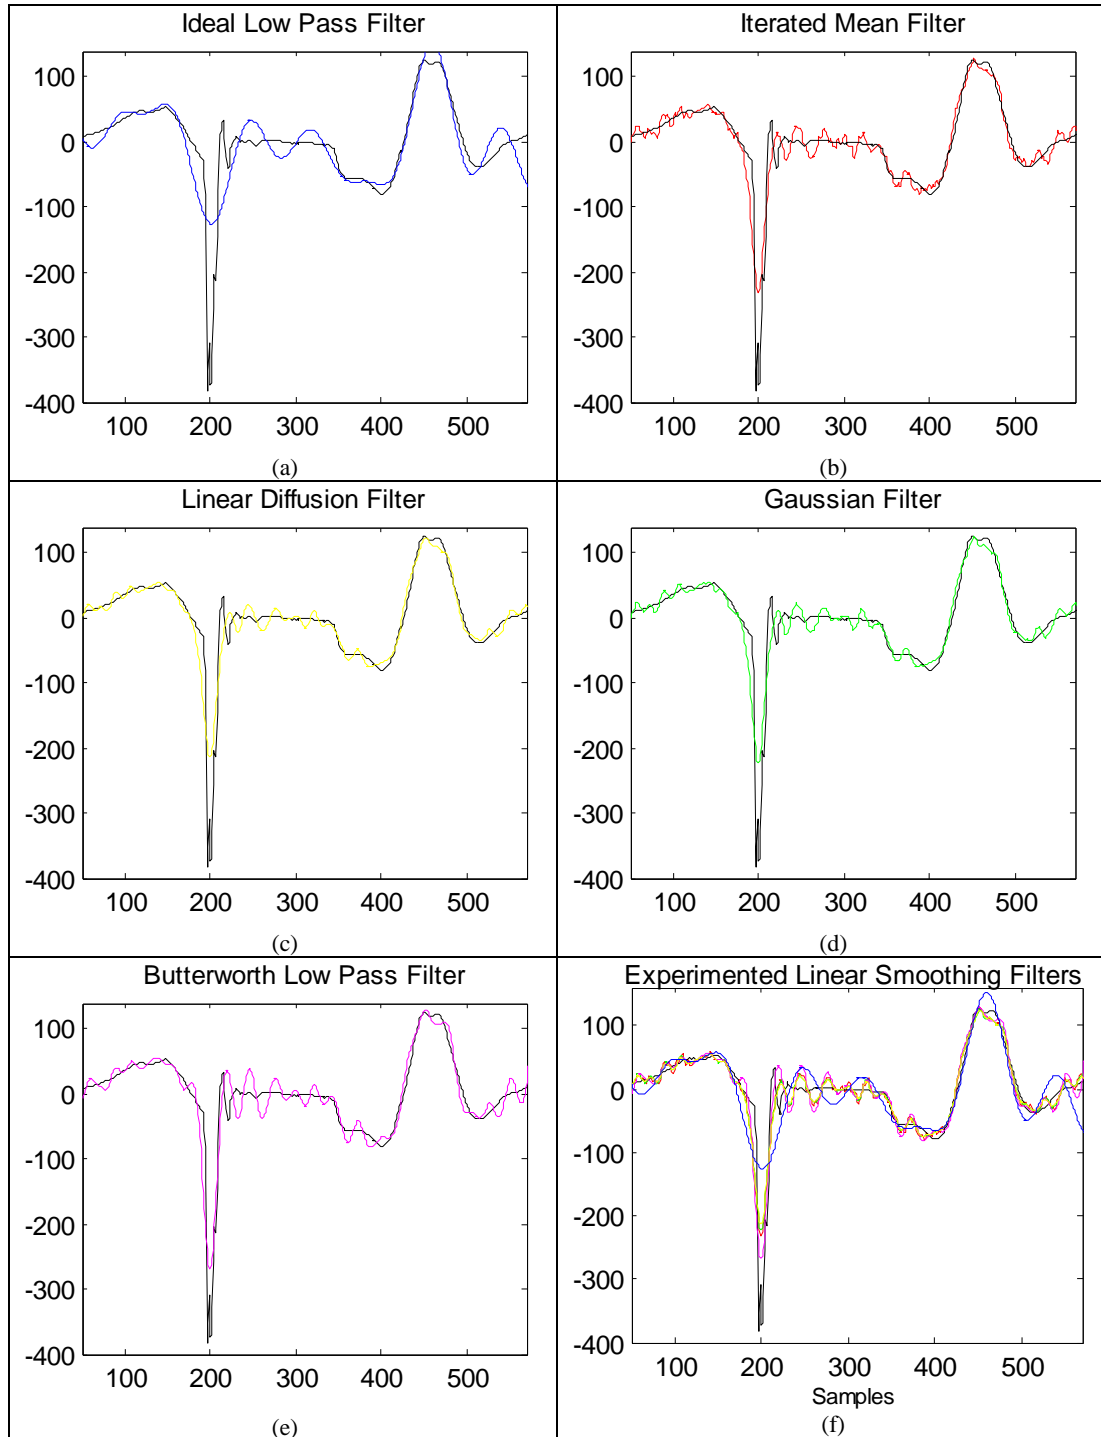 Ideal Low Pass Filter
100
0
-100
-200
-300
-400
100 200 300 400 500
(a)
Iterated Mean Filter
100
0
-100
-200
-300
-400
100 200 300 400 500
(b)
Linear Diffusion Filter
100
0
-100
-200
-300
-400
100 200 300 400 500
(c)
Gaussian Filter
100
0
-100
-200
-300
-400
100 200 300 400 500
(d)
Butterworth Low Pass Filter
100
0
-100
-200
-300
-400
100 200 300 400 500
(e)
Experimented Linear Smoothing Filters
100
0
-100
-200
-300
-400
100 200 300 400 500
Samples
(f)